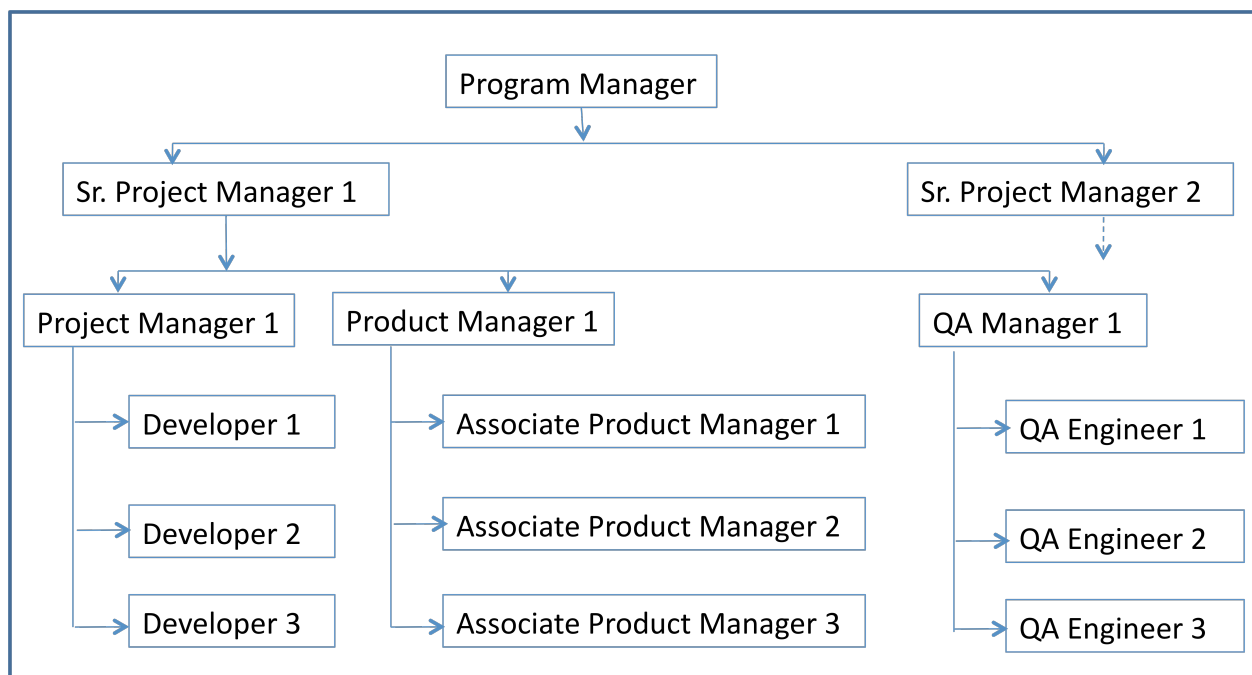 Program Manager
Sr. Project Manager 1
Sr. Project Manager 2
Project Manager 1
Product Manager 1
QA Manager 1
Developer 1
Associate Product Manager 1
QA Engineer 1
Developer 2
Associate Product Manager 2
QA Engineer 2
Developer 3
Associate Product Manager 3
QA Engineer 3